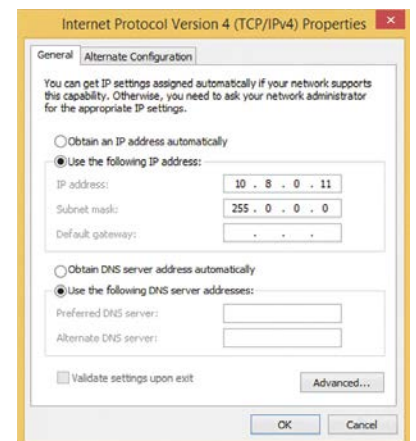 Internet Protocol Version 4 (TCP/IPv4) Properties
General
Alternate Configuration
You can get IP settings assigned automatically if your network supports
this capability. Otherwise, you need to ask your network administrator
for the appropriate IP settings.
Obtain an IP address automatically
Use the following IP address:
IP address:
10 . 8 . 0 . 11
Subnet mask:
255 . 0 . 0 . 0
Default gateway:
. . .
Obtain DNS server address automatically
Use the following DNS server addresses:
Preferred DNS server:
Alternate DNS server:
Validate settings upon exit
Advanced...
OK
Cancel